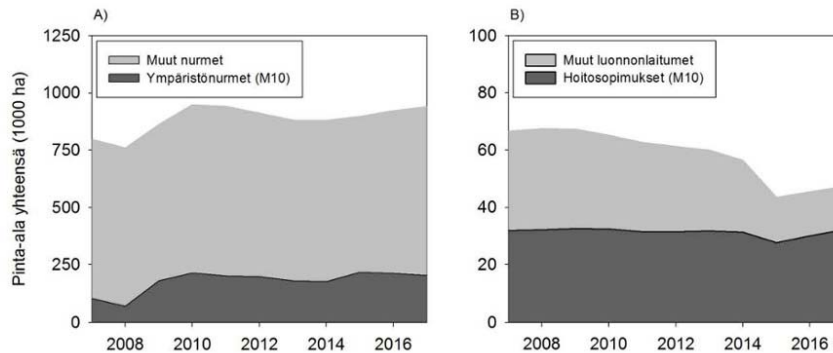 A)
Pinta-ala yhteensä (1000 ha)
1250
1000
750
500
250
0
Muut nurmet
Ympäristönurmet (M10)
2008 2010 2012 2014 2016
B)
100
80
60
40
20
0
Muut luonnonlaitumet
Hoitosopimukset (M10)
2008 2010 2012 2014 2016